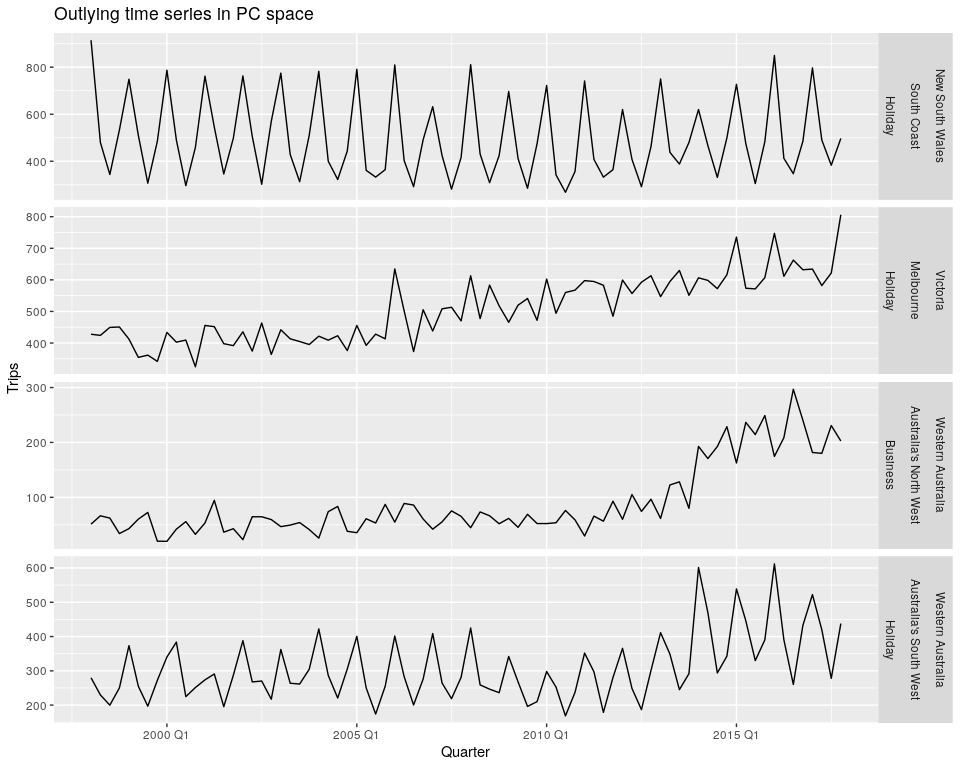 Outlying time series in PC space
Trips
800
600
400
New South Wales
South Coast
Holiday
800
700
600
500
400
Victoria
Melbourne
Holiday
300
200
100
Western Australia
Australia's North West
Business
600
500
400
300
200
Western Australia
Australia's South West
Holiday
2000 Q1
2005 Q1
2010 Q1
2015 Q1
Quarter